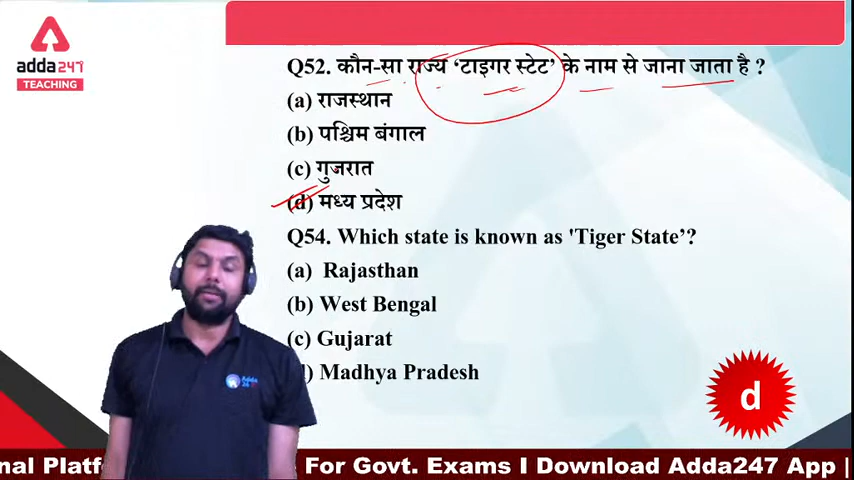 adda247
TEACHING
Q52. कौन-सा राज्य ‘टाइगर स्टेट’ के नाम से जाना जाता है ?
(a) राजस्थान
(b) पश्चिम बंगाल
(c) गुजरात
(d) मध्य प्रदेश
Q54. Which state is known as 'Tiger State’?
(a) Rajasthan
(b) West Bengal
(c) Gujarat
) Madhya Pradesh
d
nal Platf For Govt. Exams I Download Adda247 App |